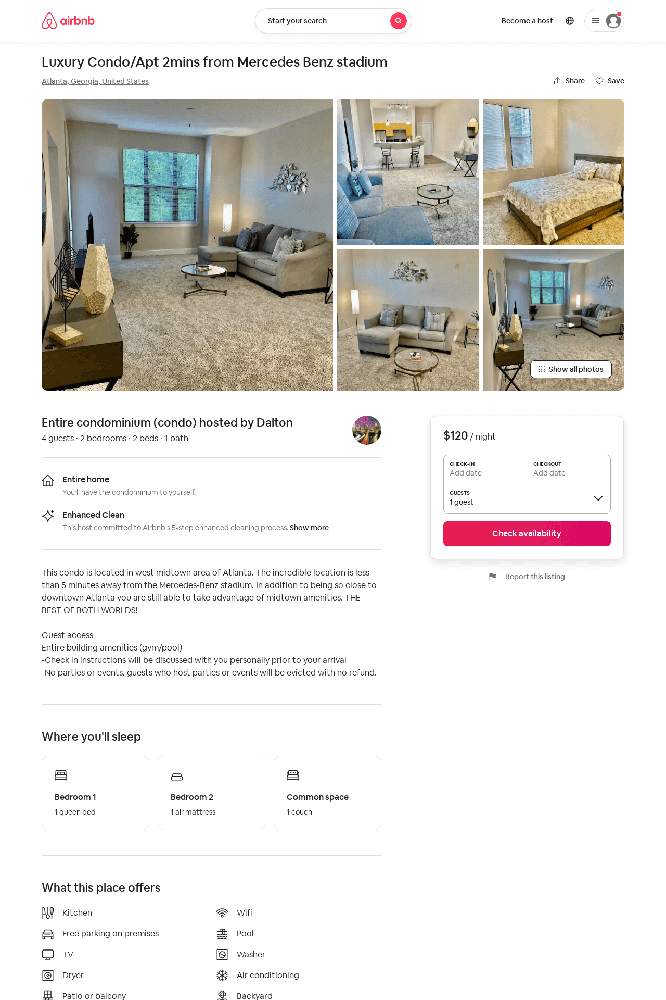 airbnb
Start your search
Become a host
Luxury Condo/Apt 2mins from Mercedes Benz stadium
Atlanta, Georgia, United States
Share
Save
Show all photos
Entire condominium (condo) hosted by Dalton
4 guests · 2 bedrooms · 2 beds · 1 bath
Entire home
You'll have the condominium to yourself.
Enhanced Clean
This host committed to Airbnb's 5-step enhanced cleaning process. Show more
$120 / night
CHECK-IN
Add date
CHECKOUT
Add date
GUESTS
1 guest
Check availability
Report this listing
This condo is located in west midtown area of Atlanta. The incredible location is less
than 5 minutes away from the Mercedes-Benz stadium. In addition to being so close to
downtown Atlanta you are still able to take advantage of midtown amenities. THE
BEST OF BOTH WORLDS!
Guest access
Entire building amenities (gym/pool)
-Check in instructions will be discussed with you personally prior to your arrival
-No parties or events, guests who host parties or events will be evicted with no refund.
Where you'll sleep
Bedroom 1
1 queen bed
Bedroom 2
1 air mattress
Common space
1 couch
What this place offers
Kitchen
Wifi
Free parking on premises
Pool
TV
Washer
Dryer
Air conditioning
Patio or balcony
Backyard